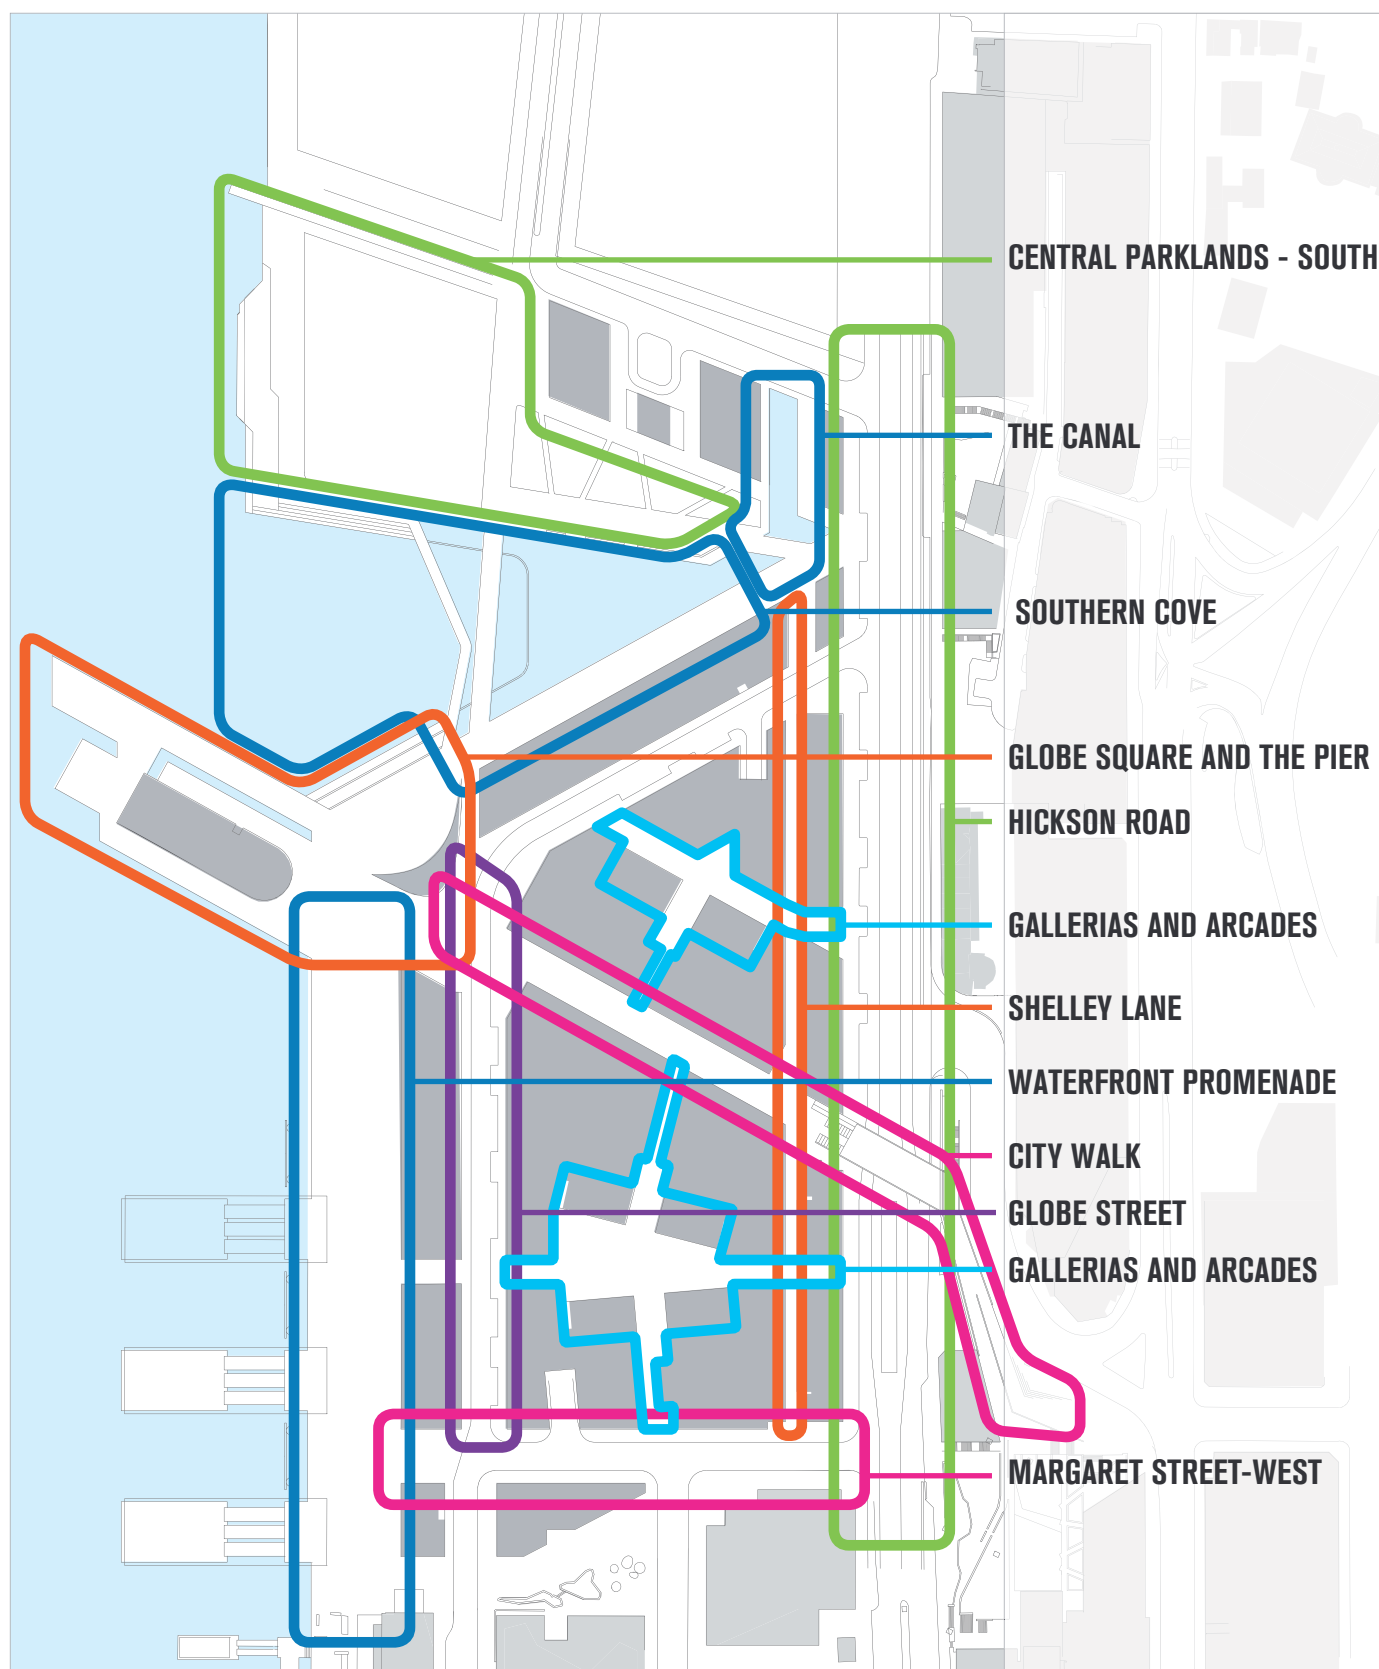 CENTRAL PARKLANDS - SOUTH
THE CANAL
SOUTHERN COVE
GLOBE SQUARE AND THE PIER
HICKSON ROAD
GALLERIAS AND ARCADES
SHELLEY LANE
WATERFRONT PROMENADE
CITY WALK
GLOBE STREET
GALLERIAS AND ARCADES
MARGARET STREET-WEST